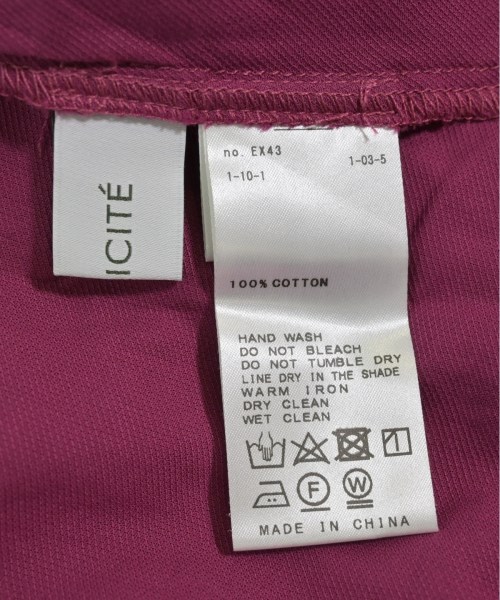 ICITÉ
no. EX43
1-03-5
1-10-1
100% COTTON
HAND WASH
DO NOT BLEACH
DO NOT TUMBLE DRY
LINE DRY IN THE SHADE
WARM IRON
DRY CLEAN
WET CLEAN
F W
MADE IN CHINA